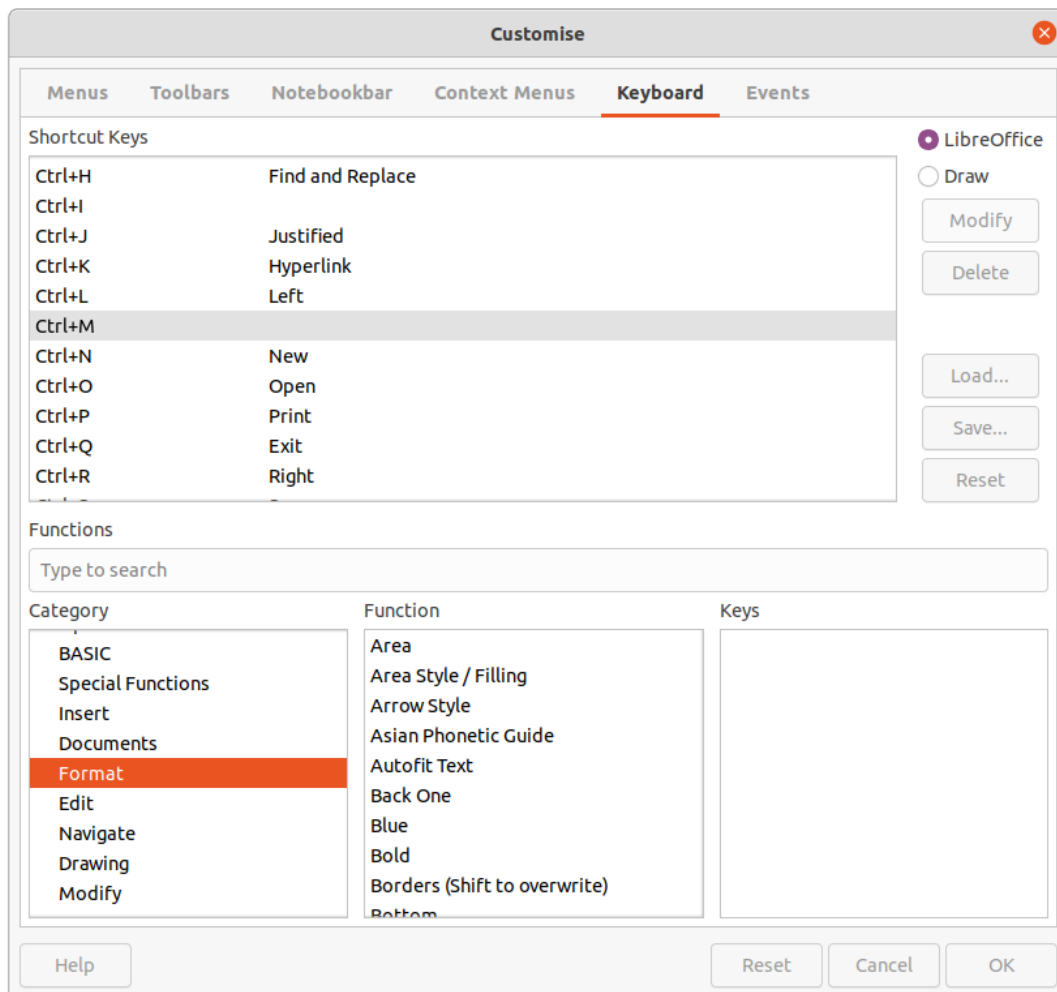 Customise
Menus Toolbars Notebookbar Context Menus Keyboard Events
Shortcut Keys
LibreOffice
Draw
Modify
Delete
Load...
Save...
Reset
Ctrl+H Find and Replace
Ctrl+I
Ctrl+J Justified
Ctrl+K Hyperlink
Ctrl+L Left
Ctrl+M
Ctrl+N New
Ctrl+O Open
Ctrl+P Print
Ctrl+Q Exit
Ctrl+R Right
Functions
Type to search
Category
BASIC
Special Functions
Insert
Documents
Format
Edit
Navigate
Drawing
Modify
Function
Area
Area Style / Filling
Arrow Style
Asian Phonetic Guide
Autofit Text
Back One
Blue
Bold
Borders (Shift to overwrite)
Bottom
Keys
Help Reset Cancel OK